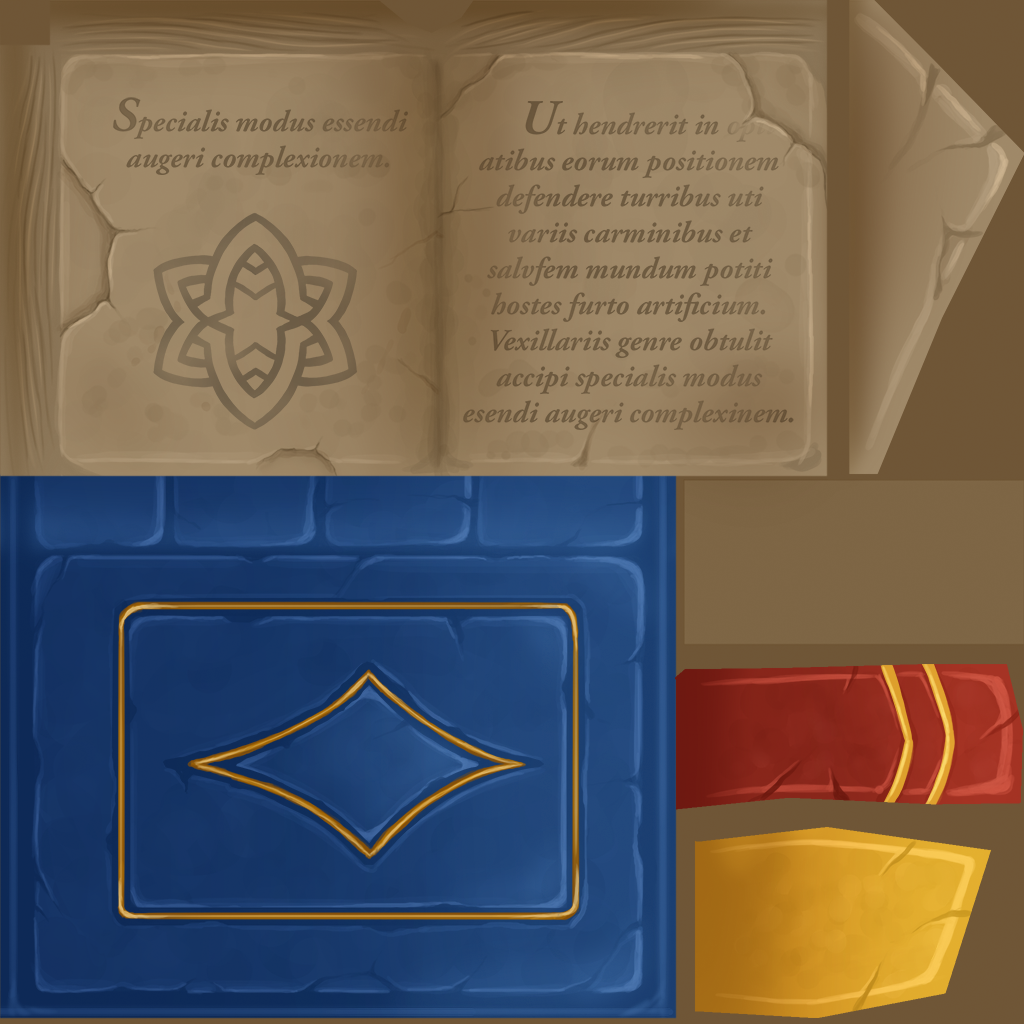 Specialis modus essendi
augeri complexionem.
Ut hendrerit in
atibus eorum positionem
defendere turribus uti
variis carminibus et
salvfem mundum potiti
hostes furto artificium.
Vexillariis genre obtulit
accipi specialis modus
esendi augeri complexinem.